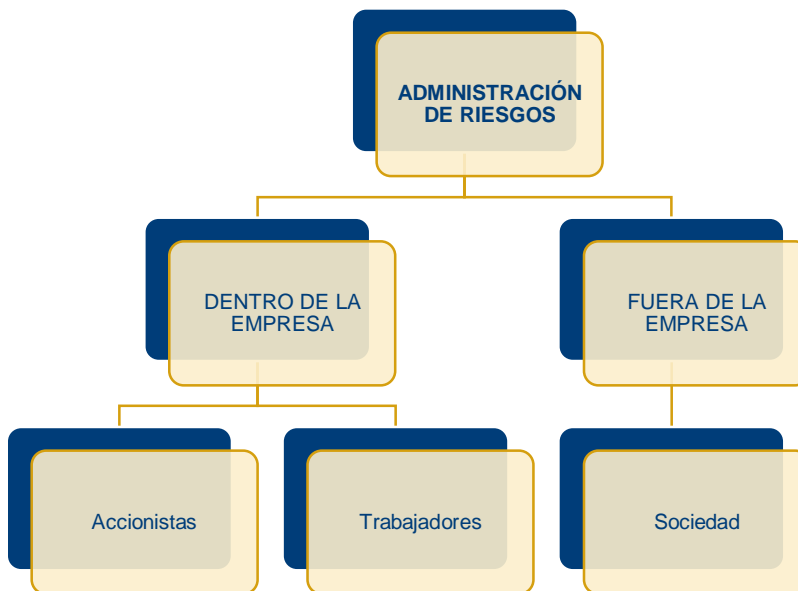 ADMINISTRACIÓN
DE RIESGOS
DENTRO DE LA
EMPRESA
FUERA DE LA
EMPRESA
Accionistas
Trabajadores
Sociedad